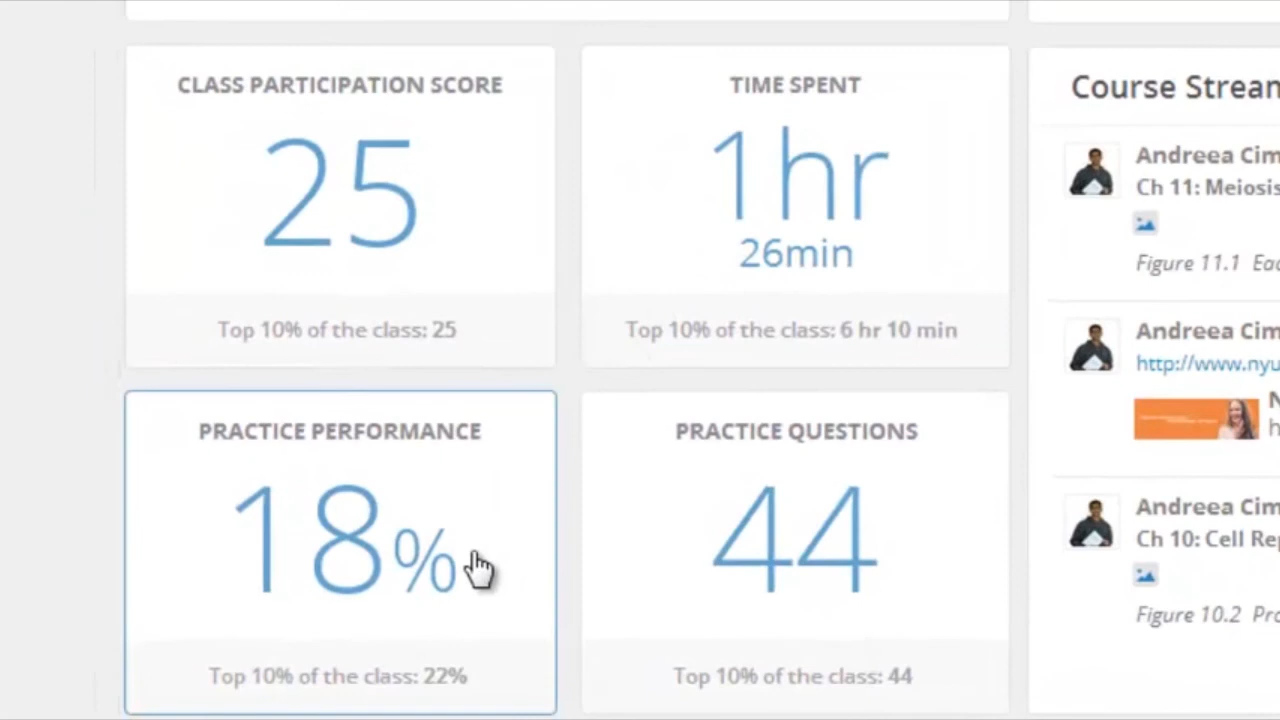 CLASS PARTICIPATION SCORE
25
Top 10% of the class: 25
TIME SPENT
1hr
26min
Top 10% of the class: 6 hr 10 min
PRACTICE PERFORMANCE
18%
Top 10% of the class: 22%
PRACTICE QUESTIONS
44
Top 10% of the class: 44
Course Stream
Andreea Cim
Ch 11: Meiosis
Figure 11.1 Eac
Andreea Cim
http://www.nyu
N
h
Andreea Cim
Ch 10: Cell Rep
Figure 10.2 Pro